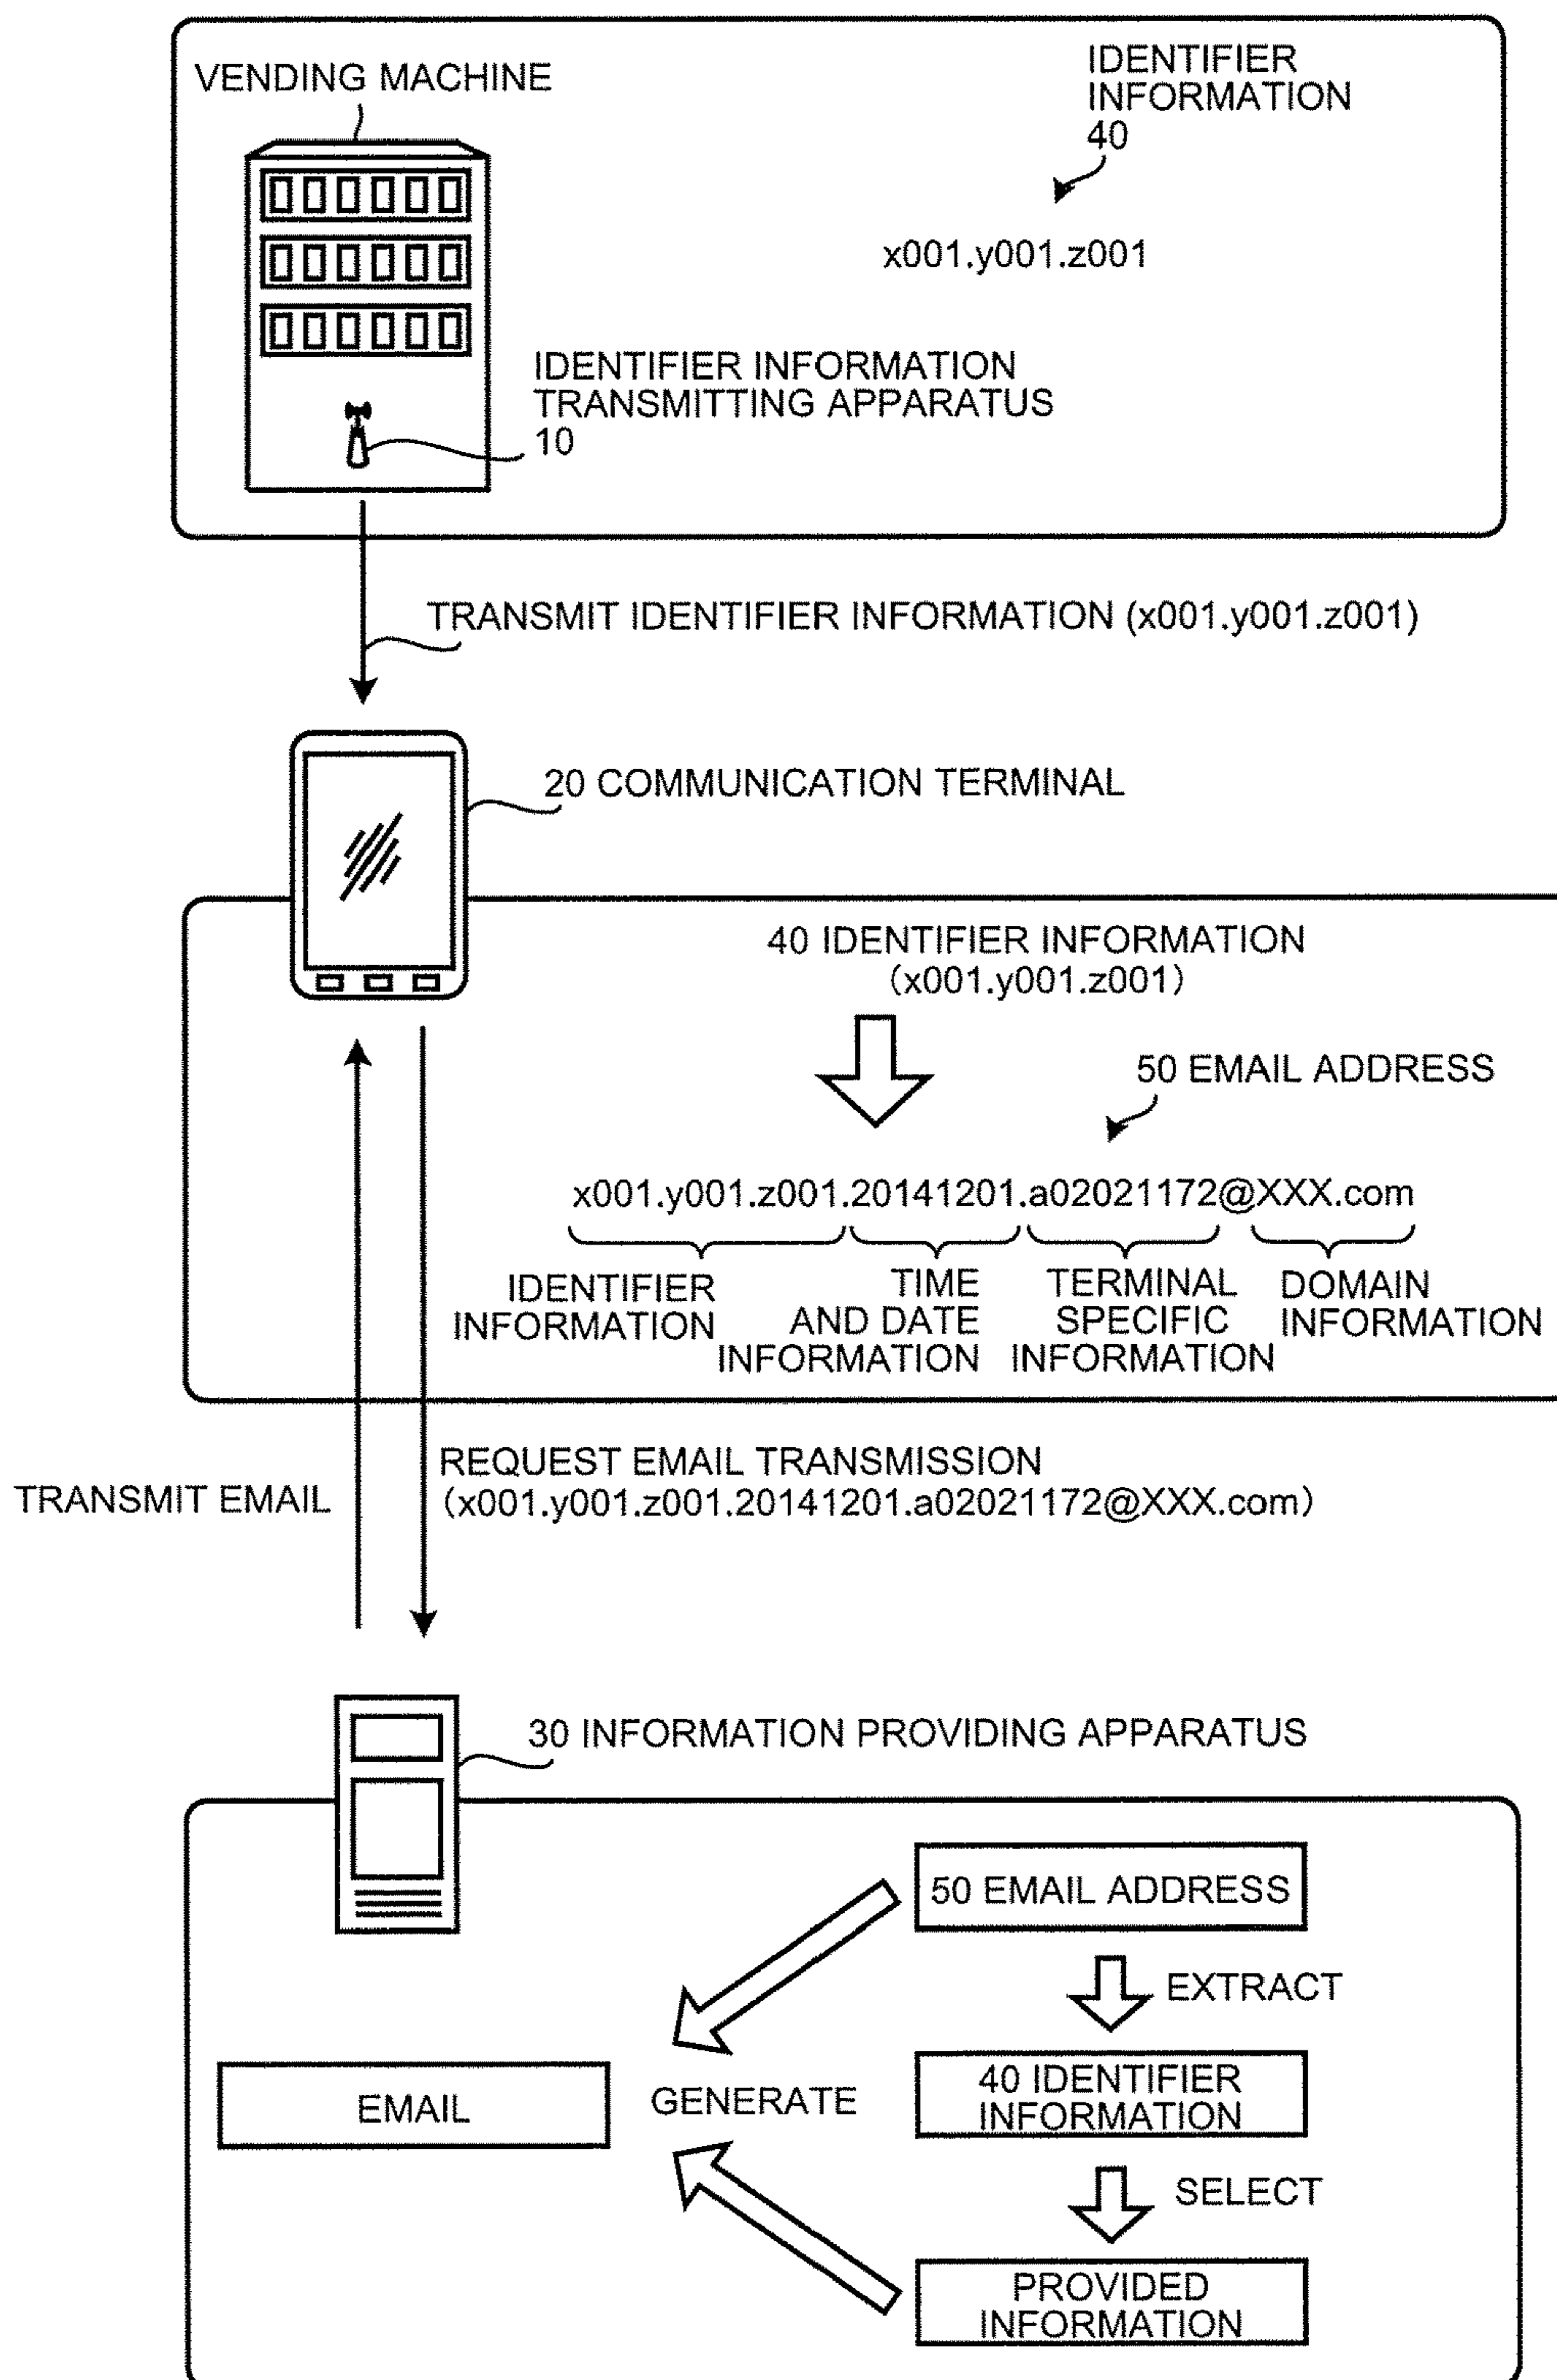 VENDING MACHINE
IDENTIFIER
INFORMATION
40
x001.y001.z001
IDENTIFIER INFORMATION
TRANSMITTING APPARATUS
10
TRANSMIT IDENTIFIER INFORMATION (x001.y001.z001)
20 COMMUNICATION TERMINAL
40 IDENTIFIER INFORMATION
(x001.y001.z001)
50 EMAIL ADDRESS
x001.y001.z001.20141201.a02021172@XXX.com
IDENTIFIER
INFORMATION
TIME
AND DATE
INFORMATION
TERMINAL
SPECIFIC
INFORMATION
DOMAIN
INFORMATION
TRANSMIT EMAIL
REQUEST EMAIL TRANSMISSION
(x001.y001.z001.20141201.a02021172@XXX.com)
30 INFORMATION PROVIDING APPARATUS
50 EMAIL ADDRESS
EXTRACT
40 IDENTIFIER
INFORMATION
EMAIL
GENERATE
SELECT
PROVIDED
INFORMATION